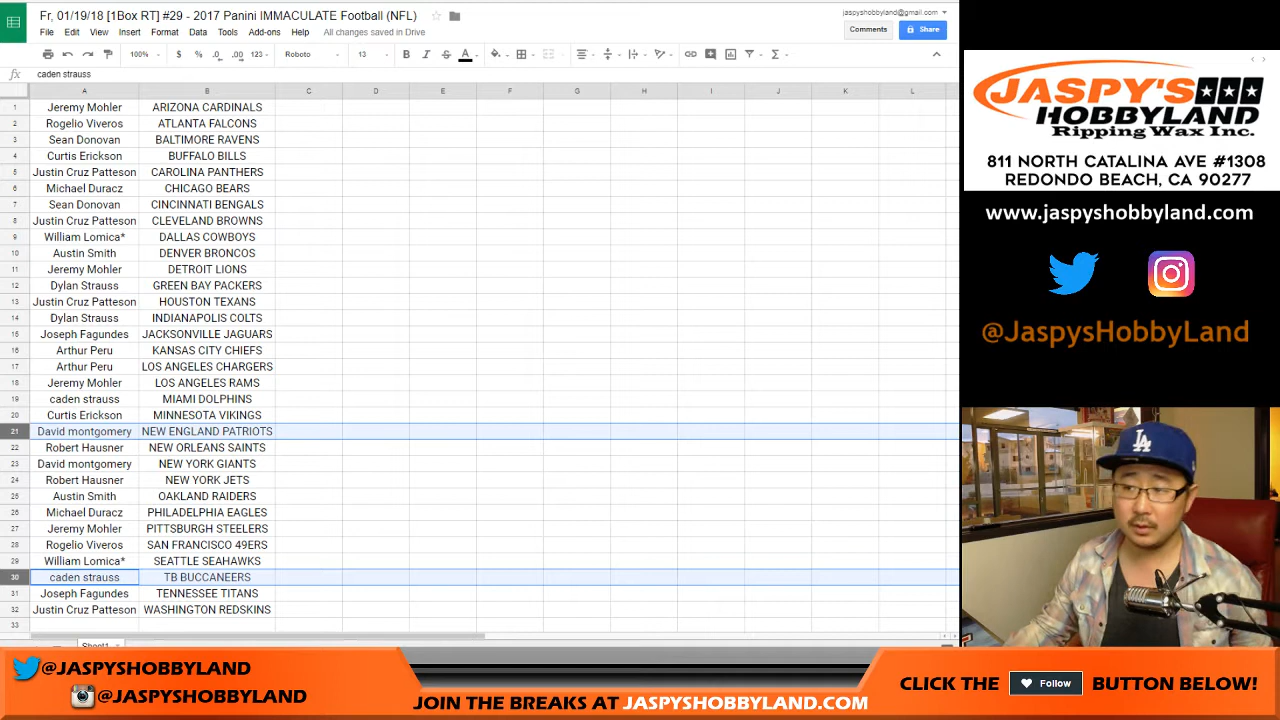 Fr, 01/19/18 [1Box RT] #29 - 2017 Panini IMMACULATE Football (NFL)
jaspyshobbyland@gmail.com
File Edit View Insert Format Data Tools Add-ons Help All changes saved in Drive
Comments Share
100% $ % .0 .00 123 Roboto 13 B I S A Σ
fx caden strauss
A B C D E F G H I J K L
1 Jeremy Mohler ARIZONA CARDINALS
2 Rogelio Viveros ATLANTA FALCONS
3 Sean Donovan BALTIMORE RAVENS
4 Curtis Erickson BUFFALO BILLS
5 Justin Cruz Patteson CAROLINA PANTHERS
6 Michael Duracz CHICAGO BEARS
7 Sean Donovan CINCINNATI BENGALS
8 Justin Cruz Patteson CLEVELAND BROWNS
9 William Lomica* DALLAS COWBOYS
10 Austin Smith DENVER BRONCOS
11 Jeremy Mohler DETROIT LIONS
12 Dylan Strauss GREEN BAY PACKERS
13 Justin Cruz Patteson HOUSTON TEXANS
14 Dylan Strauss INDIANAPOLIS COLTS
15 Joseph Fagundes JACKSONVILLE JAGUARS
16 Arthur Peru KANSAS CITY CHIEFS
17 Arthur Peru LOS ANGELES CHARGERS
18 Jeremy Mohler LOS ANGELES RAMS
19 caden strauss MIAMI DOLPHINS
20 Curtis Erickson MINNESOTA VIKINGS
21 David montgomery NEW ENGLAND PATRIOTS
22 Robert Hausner NEW ORLEANS SAINTS
23 David montgomery NEW YORK GIANTS
24 Robert Hausner NEW YORK JETS
25 Austin Smith OAKLAND RAIDERS
26 Michael Duracz PHILADELPHIA EAGLES
27 Jeremy Mohler PITTSBURGH STEELERS
28 Rogelio Viveros SAN FRANCISCO 49ERS
29 William Lomica* SEATTLE SEAHAWKS
30 caden strauss TB BUCCANEERS
31 Joseph Fagundes TENNESSEE TITANS
32 Justin Cruz Patteson WASHINGTON REDSKINS
33
Sheet1
JASPY'S
HOBBYLAND
Ripping Wax Inc.
811 NORTH CATALINA AVE #1308
REDONDO BEACH, CA 90277
www.jaspyshobbyland.com
@JaspysHobbyLand
LA
@JASPYSHOBBYLAND
@JASPYSHOBBYLAND
JOIN THE BREAKS AT JASPYSHOBBYLAND.COM
CLICK THE Follow BUTTON BELOW!